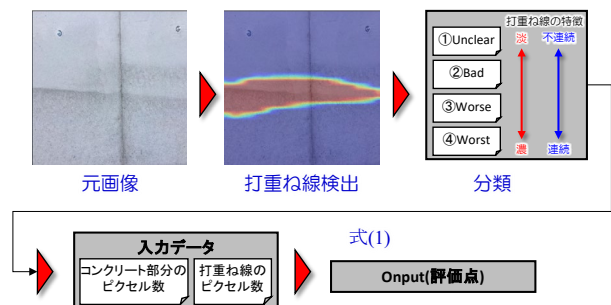 打重ね線の特徴
淡
不連続
①Unclear
②Bad
③Worse
④Worst
濃
連続
元画像
打重ね線検出
分類
入力データ
コンクリート部分の
ピクセル数
打重ね線の
ピクセル数
式(1)
Onput(評価点)